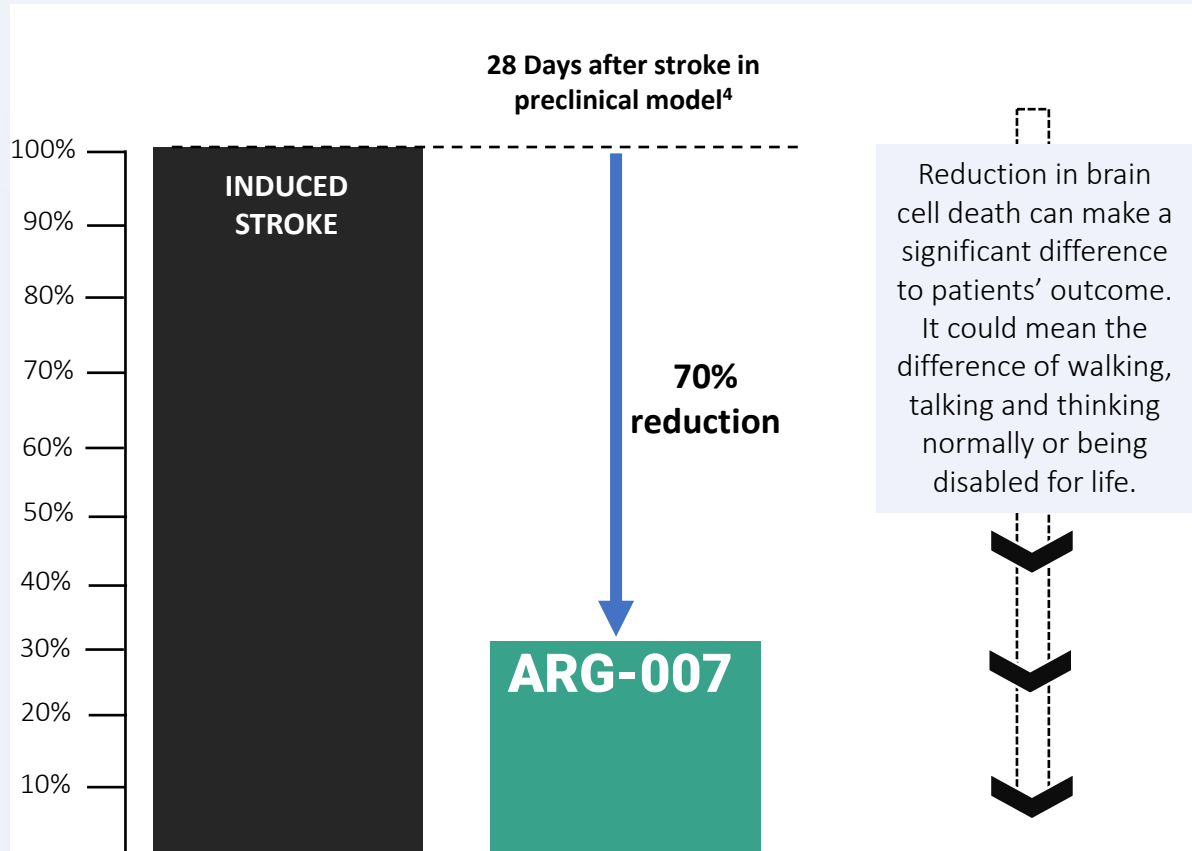 28 Days after stroke in
preclinical model⁴
100%
90%
80%
70%
60%
50%
40%
30%
20%
10%
INDUCED
STROKE
70%
reduction
ARG-007
Reduction in brain
cell death can make a
significant difference
to patients’ outcome.
It could mean the
difference of walking,
talking and thinking
normally or being
disabled for life.